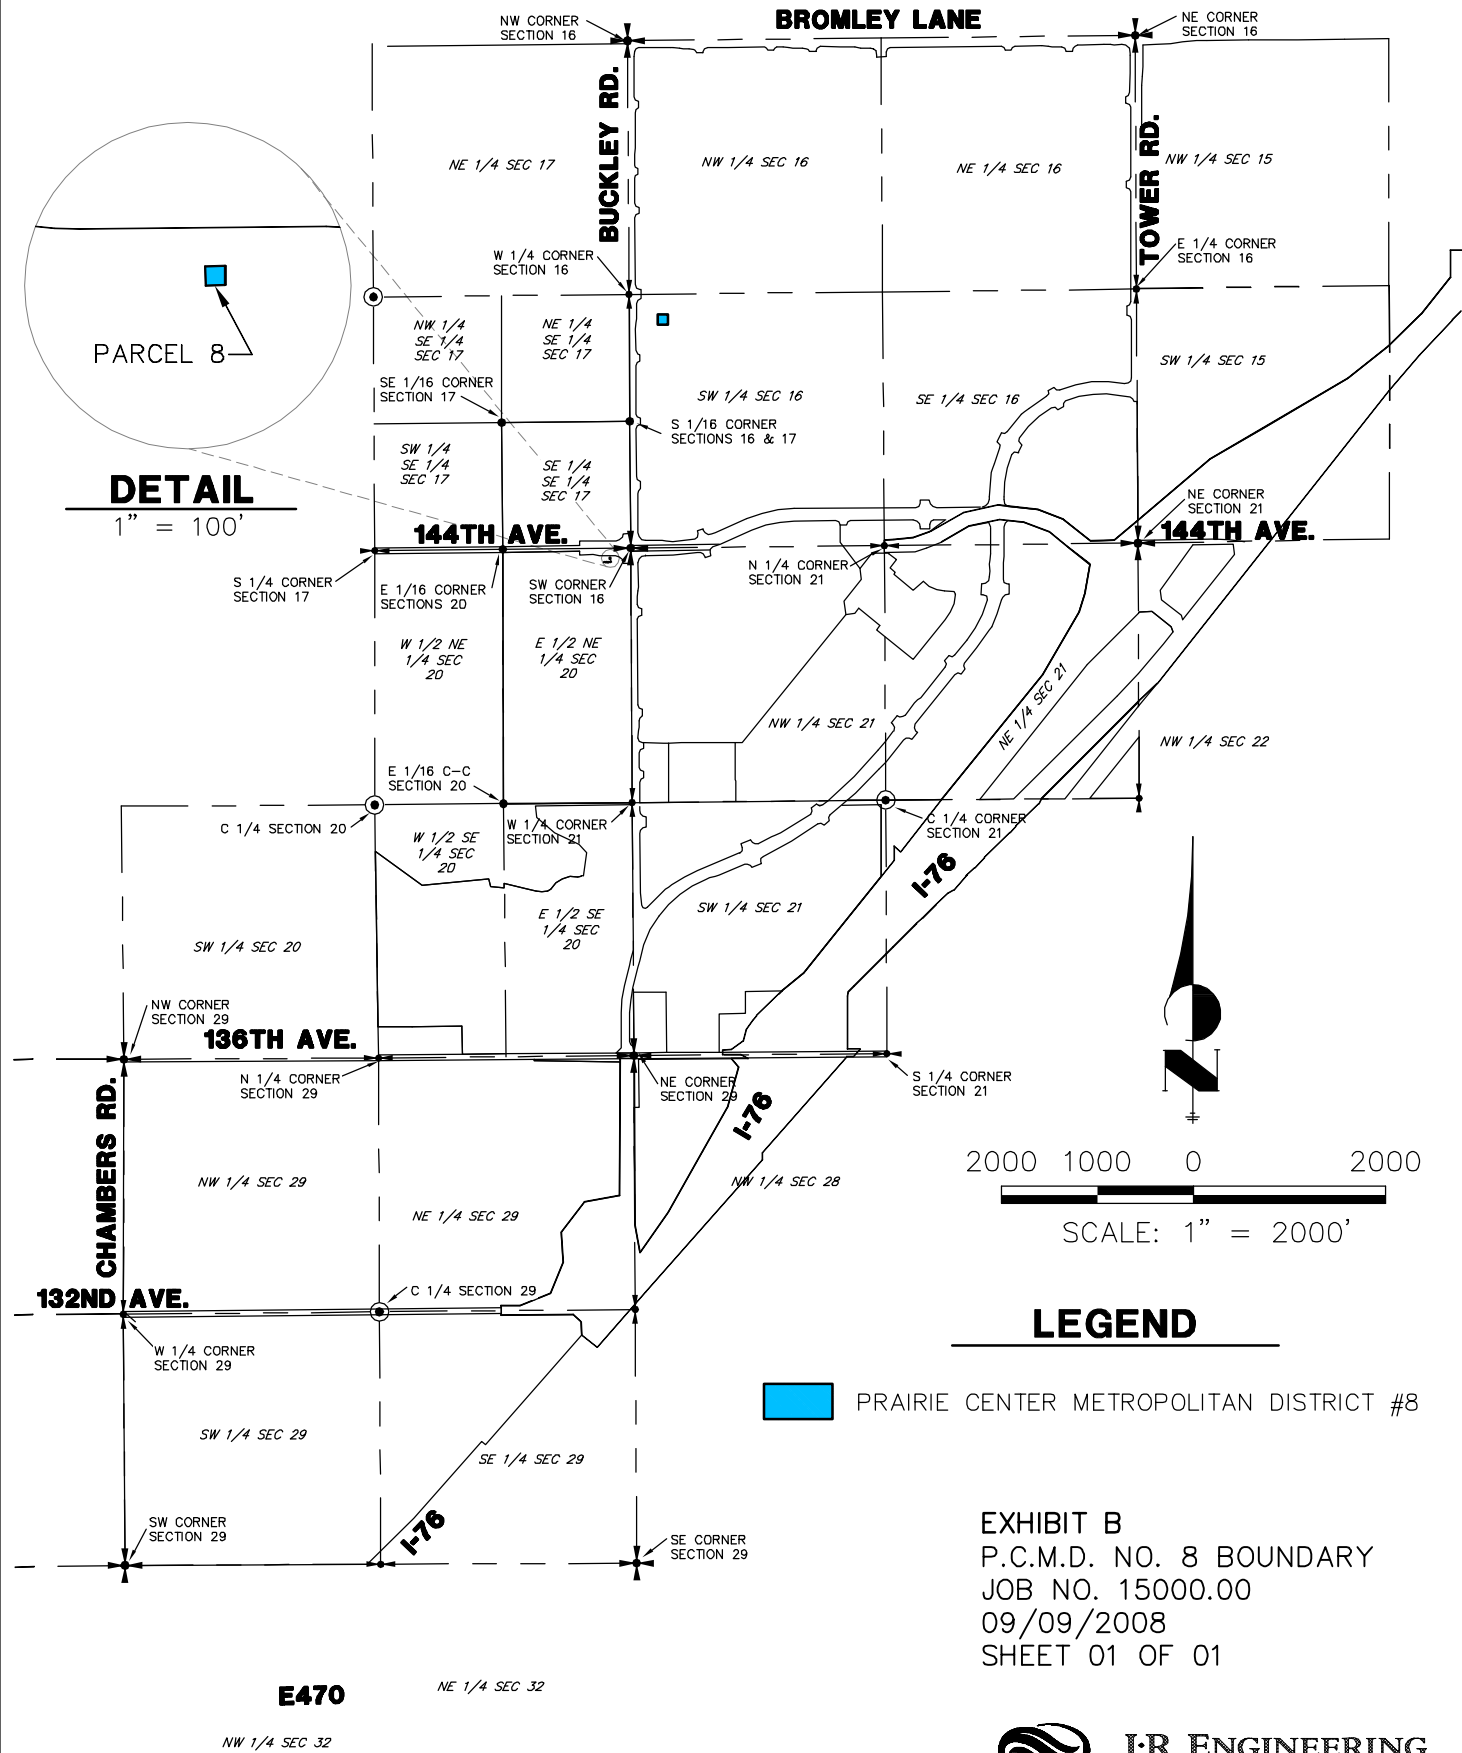 NW CORNER
SECTION 16
BROMLEY LANE
NE CORNER
SECTION 16
BUCKLEY RD.
TOWER RD.
NE 1/4 SEC 17
NW 1/4 SEC 16
NE 1/4 SEC 16
NW 1/4 SEC 15
W 1/4 CORNER
SECTION 16
E 1/4 CORNER
SECTION 16
PARCEL 8
NW 1/4
SE 1/4
SEC 17
NE 1/4
SE 1/4
SEC 17
SW 1/4 SEC 15
SE 1/16 CORNER
SECTION 17
SW 1/4 SEC 16
SE 1/4 SEC 16
S 1/16 CORNER
SECTIONS 16 & 17
SW 1/4
SE 1/4
SEC 17
SE 1/4
SE 1/4
SEC 17
DETAIL
1" = 100'
NE CORNER
SECTION 21
144TH AVE.
144TH AVE.
S 1/4 CORNER
SECTION 17
E 1/16 CORNER
SECTIONS 20
SW CORNER
SECTION 16
N 1/4 CORNER
SECTION 21
W 1/2 NE
1/4 SEC
20
E 1/2 NE
1/4 SEC
20
NW 1/4 SEC 21
NE 1/4 SEC 21
NW 1/4 SEC 22
E 1/16 C-C
SECTION 20
C 1/4 SECTION 20
W 1/4 CORNER
SECTION 21
C 1/4 CORNER
SECTION 21
W 1/2 SE
1/4 SEC
20
I-76
E 1/2 SE
1/4 SEC
20
SW 1/4 SEC 21
SW 1/4 SEC 20
NW CORNER
SECTION 29
136TH AVE.
N 1/4 CORNER
SECTION 29
NE CORNER
SECTION 29
S 1/4 CORNER
SECTION 21
I-76
CHAMBERS RD.
NW 1/4 SEC 29
NE 1/4 SEC 29
NW 1/4 SEC 28
N
2000 1000 0 2000
SCALE: 1" = 2000'
132ND AVE.
C 1/4 SECTION 29
W 1/4 CORNER
SECTION 29
LEGEND
PRAIRIE CENTER METROPOLITAN DISTRICT #8
SW 1/4 SEC 29
SE 1/4 SEC 29
I-76
SW CORNER
SECTION 29
SE CORNER
SECTION 29
EXHIBIT B
P.C.M.D. NO. 8 BOUNDARY
JOB NO. 15000.00
09/09/2008
SHEET 01 OF 01
E470
NE 1/4 SEC 32
NW 1/4 SEC 32
J·R ENGINEERING